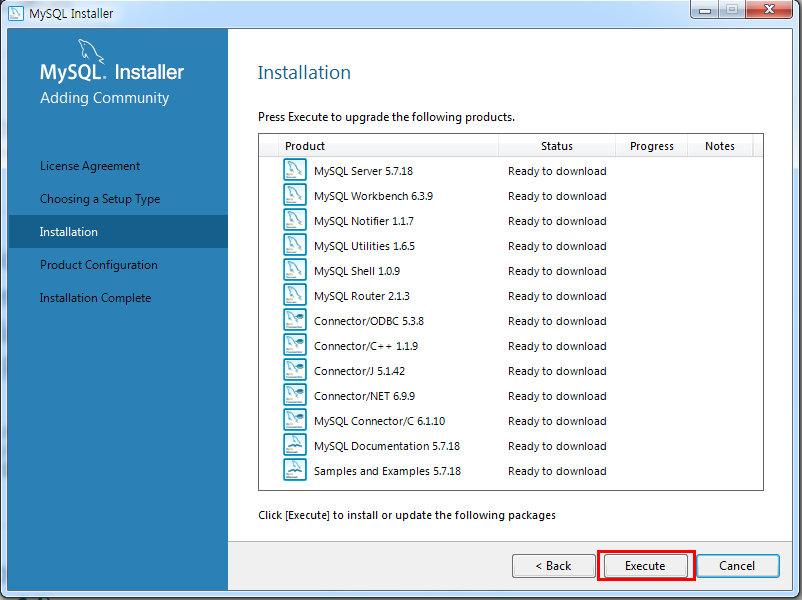 MySQL Installer
MySQL. Installer
Adding Community
License Agreement
Choosing a Setup Type
Installation
Product Configuration
Installation Complete
Installation
Press Execute to upgrade the following products.
Product Status Progress Notes
MySQL Server 5.7.18 Ready to download
MySQL Workbench 6.3.9 Ready to download
MySQL Notifier 1.1.7 Ready to download
MySQL Utilities 1.6.5 Ready to download
MySQL Shell 1.0.9 Ready to download
MySQL Router 2.1.3 Ready to download
Connector/ODBC 5.3.8 Ready to download
Connector/C++ 1.1.9 Ready to download
Connector/J 5.1.42 Ready to download
Connector/NET 6.9.9 Ready to download
MySQL Connector/C 6.1.10 Ready to download
MySQL Documentation 5.7.18 Ready to download
Samples and Examples 5.7.18 Ready to download
Click [Execute] to install or update the following packages
< Back Execute Cancel